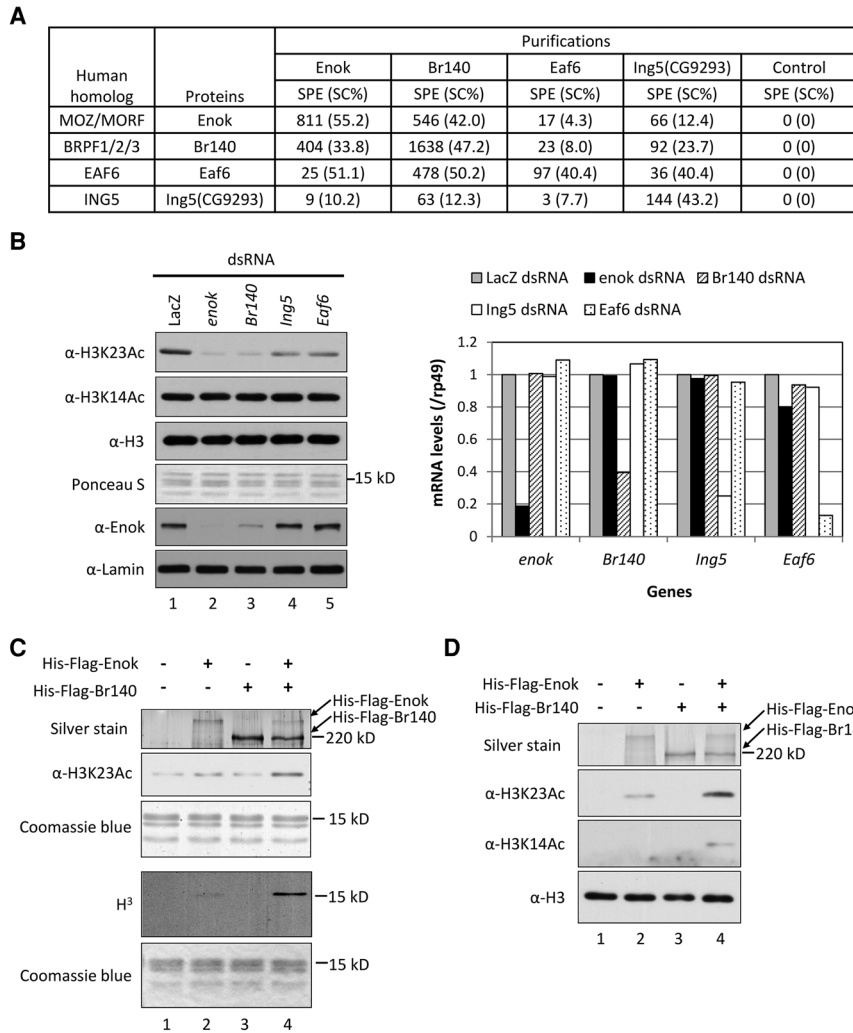 A
Human homolog Proteins Purifications
Enok Br140 Eaf6 Ing5(CG9293) Control
SPE (SC%) SPE (SC%) SPE (SC%) SPE (SC%) SPE (SC%)
MOZ/MORF Enok 811 (55.2) 546 (42.0) 17 (4.3) 66 (12.4) 0 (0)
BRPF1/2/3 Br140 404 (33.8) 1638 (47.2) 23 (8.0) 92 (23.7) 0 (0)
EAF6 Eaf6 25 (51.1) 478 (50.2) 97 (40.4) 36 (40.4) 0 (0)
ING5 Ing5(CG9293) 9 (10.2) 63 (12.3) 3 (7.7) 144 (43.2) 0 (0)
B
dsRNA
LacZ enok Br140 Ing5 Eaf6
α-H3K23Ac
α-H3K14Ac
α-H3
Ponceau S 15 kD
α-Enok
α-Lamin
1 2 3 4 5
LacZ dsRNA enok dsRNA Br140 dsRNA
Ing5 dsRNA Eaf6 dsRNA
mRNA levels (/rp49)
1.2
1
0.8
0.6
0.4
0.2
0
enok Br140 Ing5 Eaf6
Genes
C
His-Flag-Enok - + - +
His-Flag-Br140 - - + +
His-Flag-Enok
His-Flag-Br140
Silver stain 220 kD
α-H3K23Ac
Coomassie blue 15 kD
H³ 15 kD
Coomassie blue 15 kD
1 2 3 4
D
His-Flag-Enok - + - +
His-Flag-Br140 - - + +
His-Flag-Eno
His-Flag-Br1
Silver stain 220 kD
α-H3K23Ac
α-H3K14Ac
α-H3
1 2 3 4